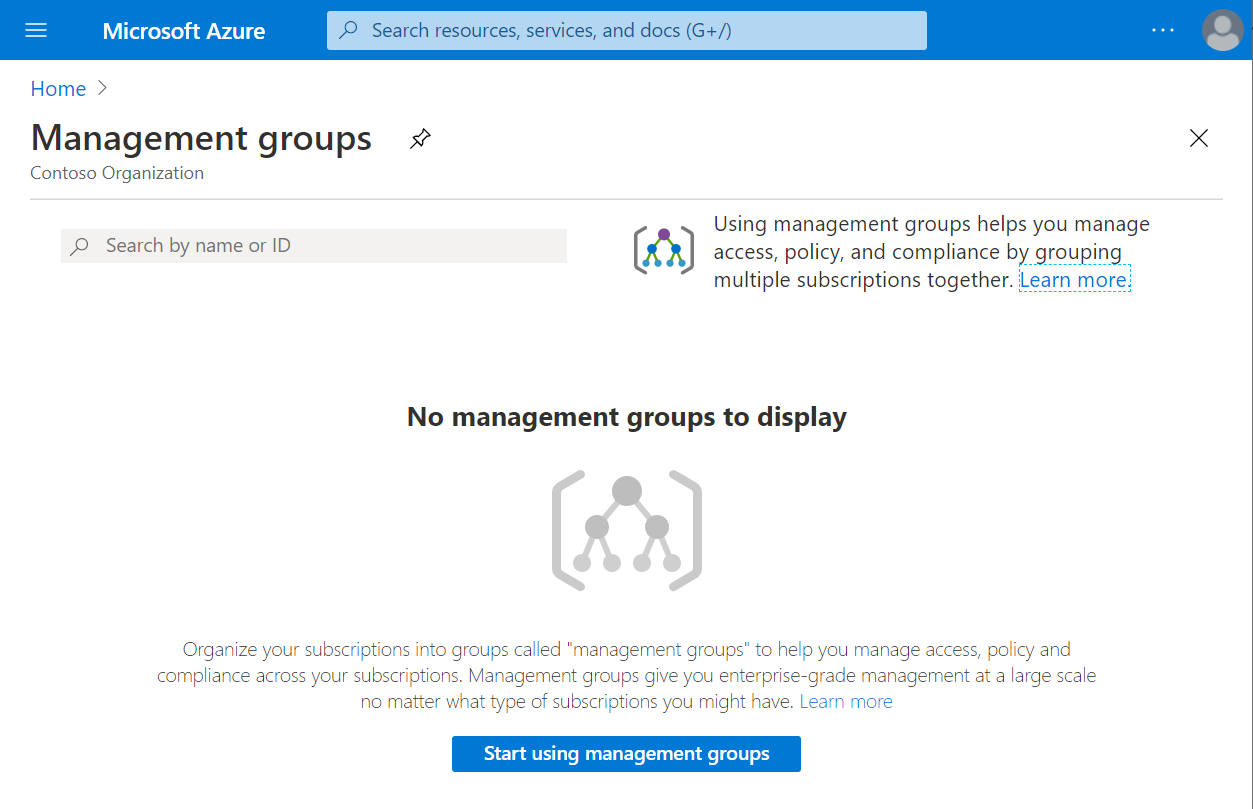 Microsoft Azure
Search resources, services, and docs (G+/)
Home
Management groups
Contoso Organization
Search by name or ID
Using management groups helps you manage
access, policy, and compliance by grouping
multiple subscriptions together. Learn more.
No management groups to display
Organize your subscriptions into groups called "management groups" to help you manage access, policy and
compliance across your subscriptions. Management groups give you enterprise-grade management at a large scale
no matter what type of subscriptions you might have. Learn more
Start using management groups